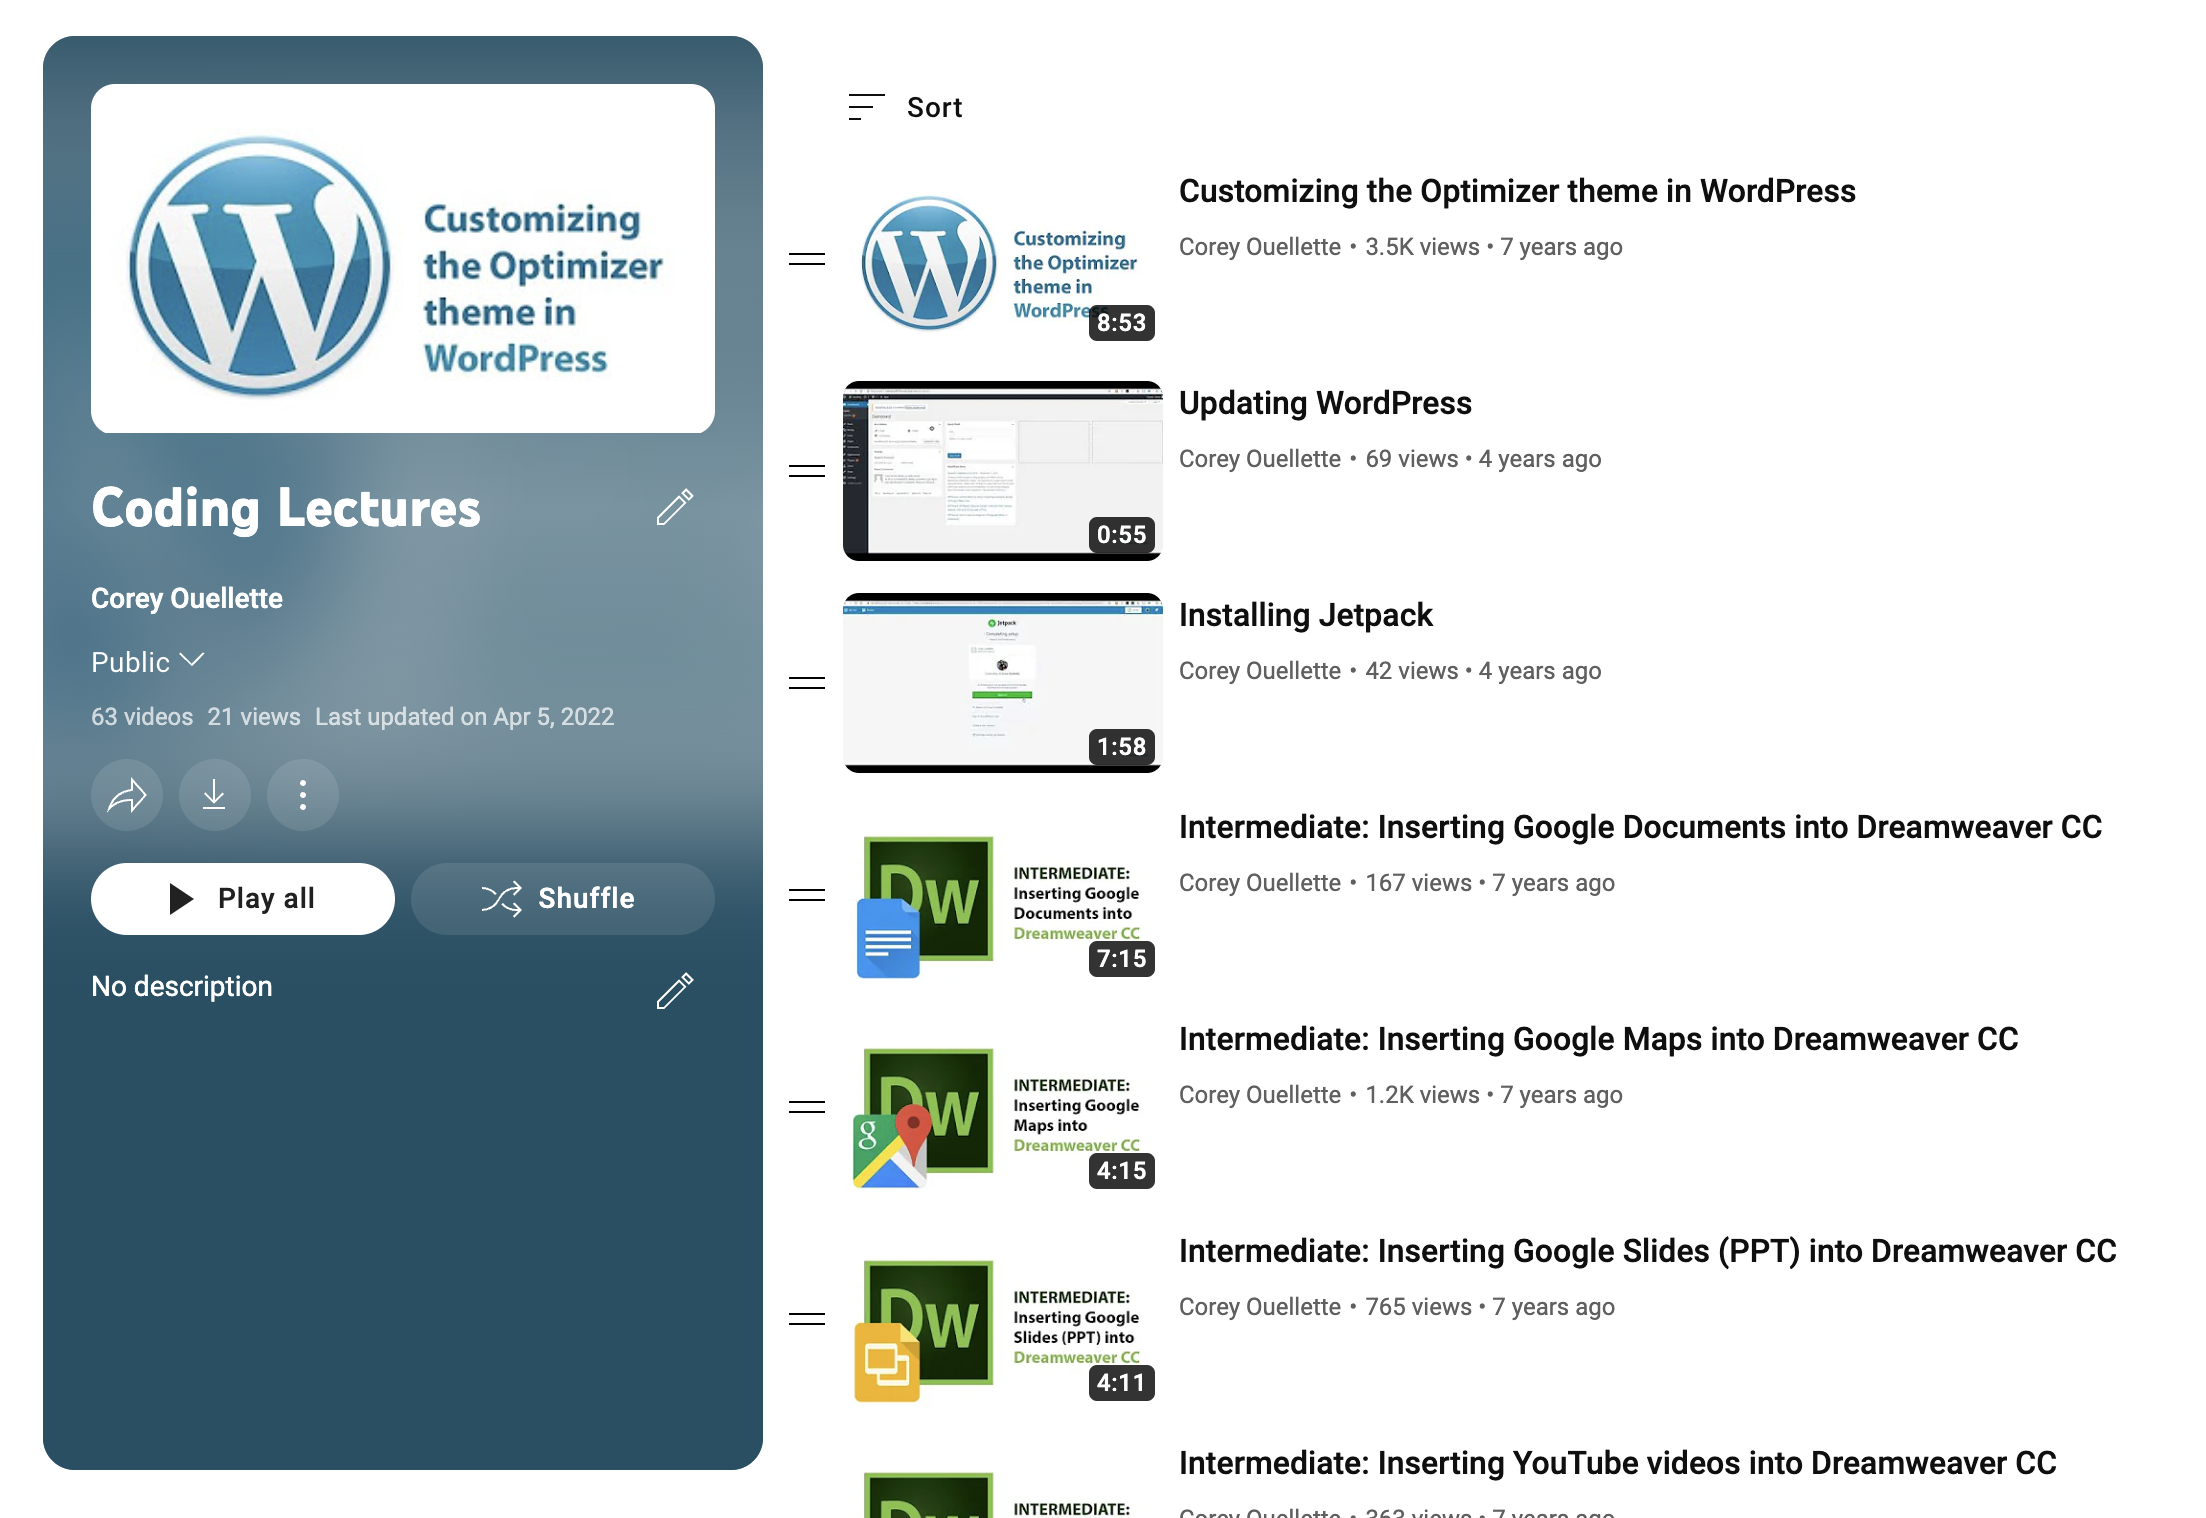 Customizing
the Optimizer
theme in
WordPress
Coding Lectures
Corey Ouellette
Public
63 videos 21 views Last updated on Apr 5, 2022
Play all
Shuffle
No description
Sort
Customizing
the Optimizer
theme in
WordPress
8:53
Customizing the Optimizer theme in WordPress
Corey Ouellette • 3.5K views • 7 years ago
0:55
Updating WordPress
Corey Ouellette • 69 views • 4 years ago
Jetpack
1:58
Installing Jetpack
Corey Ouellette • 42 views • 4 years ago
Dw
INTERMEDIATE:
Inserting Google
Documents into
Dreamweaver CC
7:15
Intermediate: Inserting Google Documents into Dreamweaver CC
Corey Ouellette • 167 views • 7 years ago
Dw
g
INTERMEDIATE:
Inserting Google
Maps into
Dreamweaver CC
4:15
Intermediate: Inserting Google Maps into Dreamweaver CC
Corey Ouellette • 1.2K views • 7 years ago
Dw
INTERMEDIATE:
Inserting Google
Slides (PPT) into
Dreamweaver CC
4:11
Intermediate: Inserting Google Slides (PPT) into Dreamweaver CC
Corey Ouellette • 765 views • 7 years ago
INTERMEDIATE:
Intermediate: Inserting YouTube videos into Dreamweaver CC
Corey Ouellette • 363 views • 7 years ago